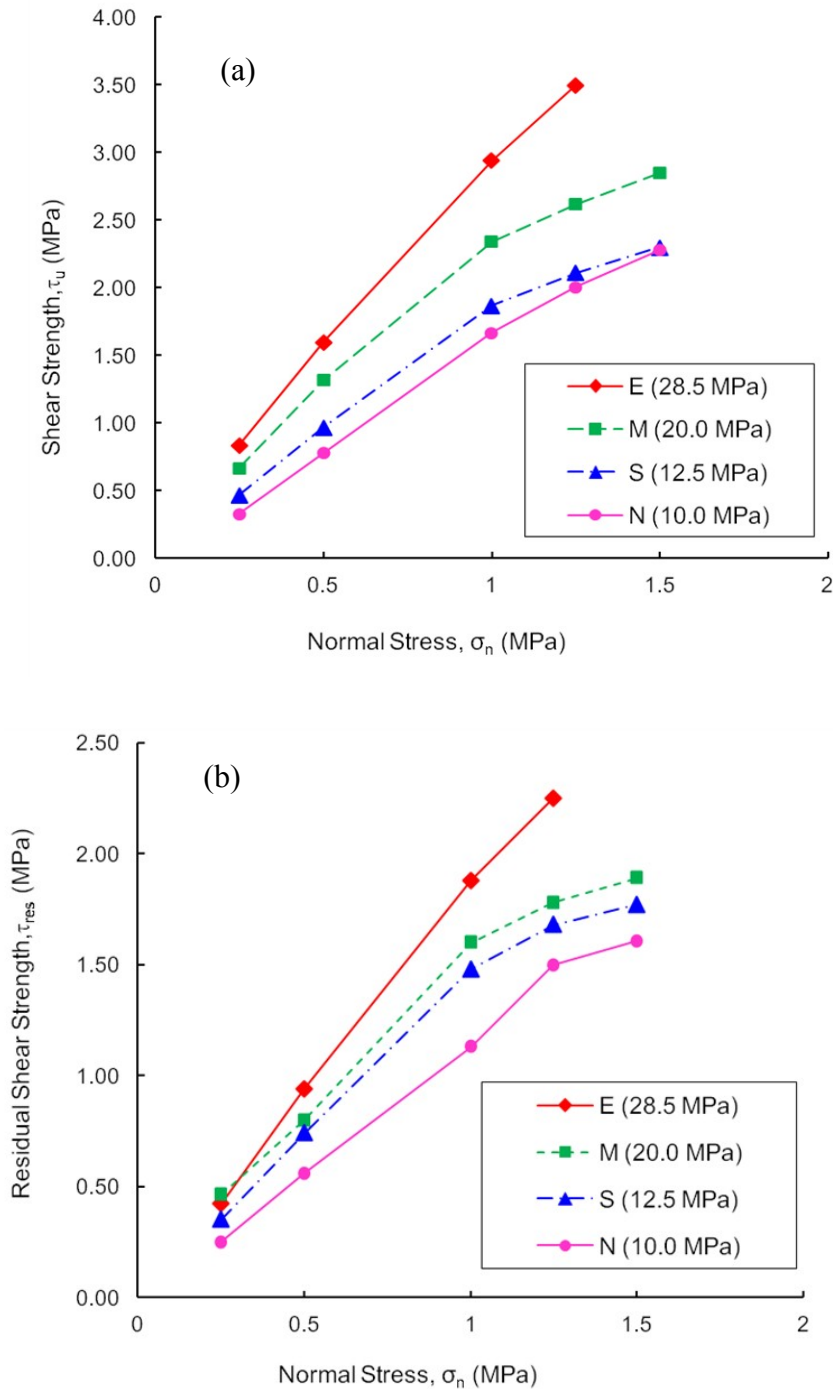 (a)
4.00
3.50
3.00
2.50
2.00
1.50
1.00
0.50
0.00
Shear Strength,τu (MPa)
E (28.5 MPa)
M (20.0 MPa)
S (12.5 MPa)
N (10.0 MPa)
0 0.5 1 1.5 2
Normal Stress, σn (MPa)
(b)
2.50
2.00
1.50
1.00
0.50
0.00
Residual Shear Strength,τres (MPa)
E (28.5 MPa)
M (20.0 MPa)
S (12.5 MPa)
N (10.0 MPa)
0 0.5 1 1.5 2
Normal Stress, σn (MPa)